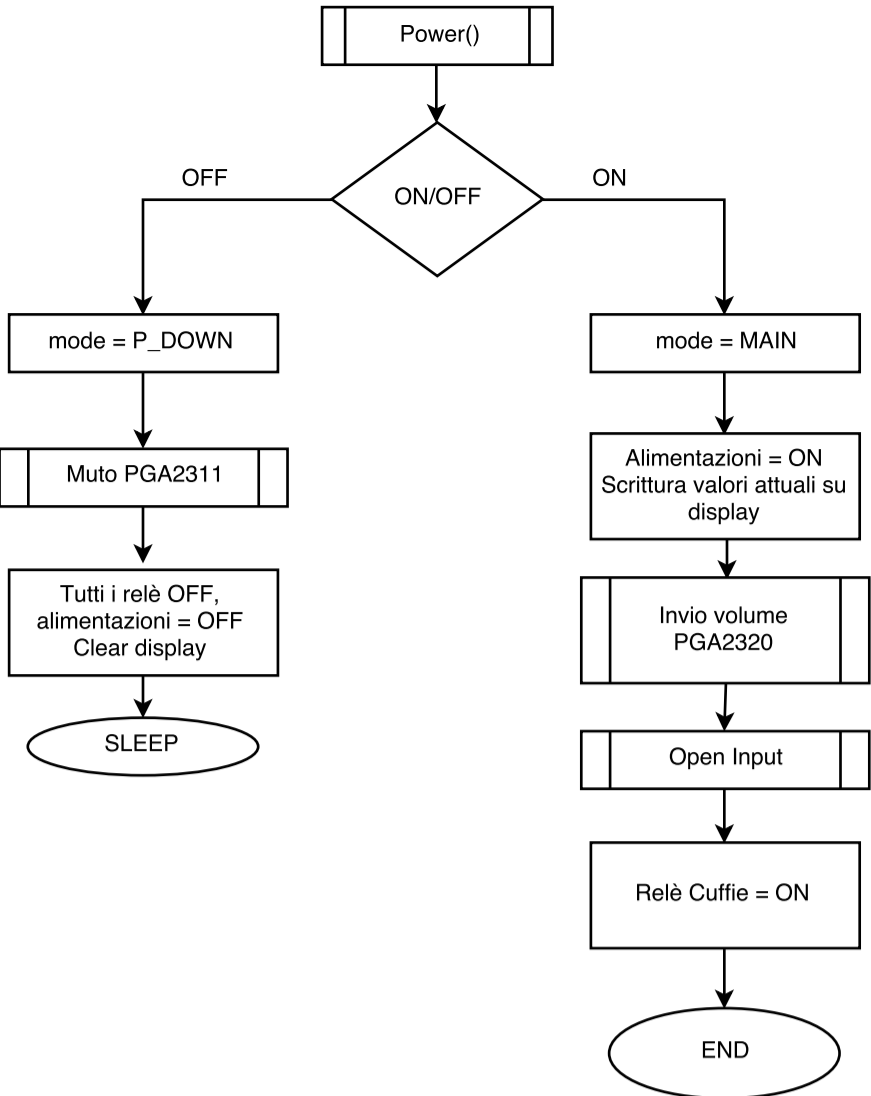 Power()
ON/OFF
OFF
ON
mode = P_DOWN
mode = MAIN
Muto PGA2311
Alimentazioni = ON
Scrittura valori attuali su
display
Tutti i relè OFF,
alimentazioni = OFF
Clear display
Invio volume
PGA2320
SLEEP
Open Input
Relè Cuffie = ON
END